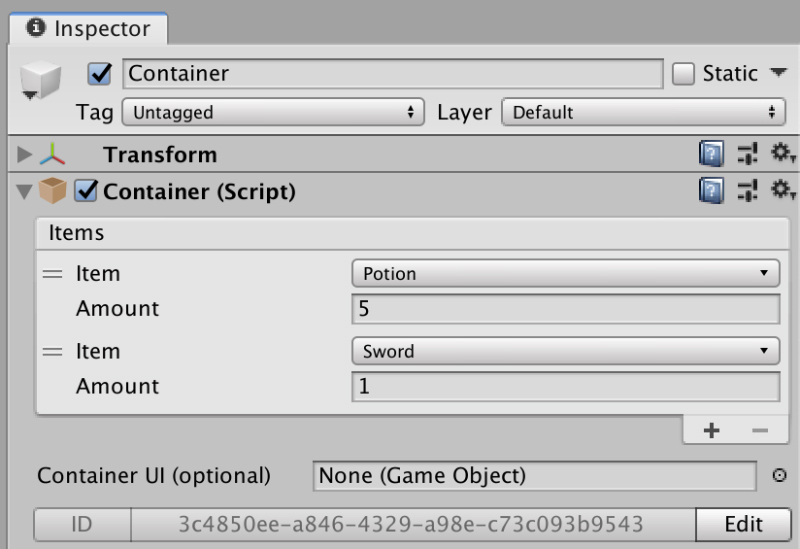 Inspector
Container Static
Tag Untagged Layer Default
Transform
Container (Script)
Items
Item Potion
Amount 5
Item Sword
Amount 1
+ −
Container UI (optional) None (Game Object)
ID 3c4850ee-a846-4329-a98e-c73c093b9543 Edit